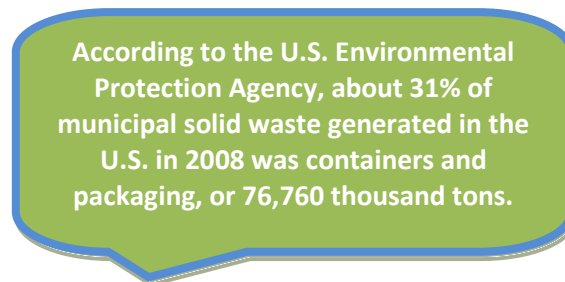 According to the U.S. Environmental
Protection Agency, about 31% of
municipal solid waste generated in the
U.S. in 2008 was containers and
packaging, or 76,760 thousand tons.